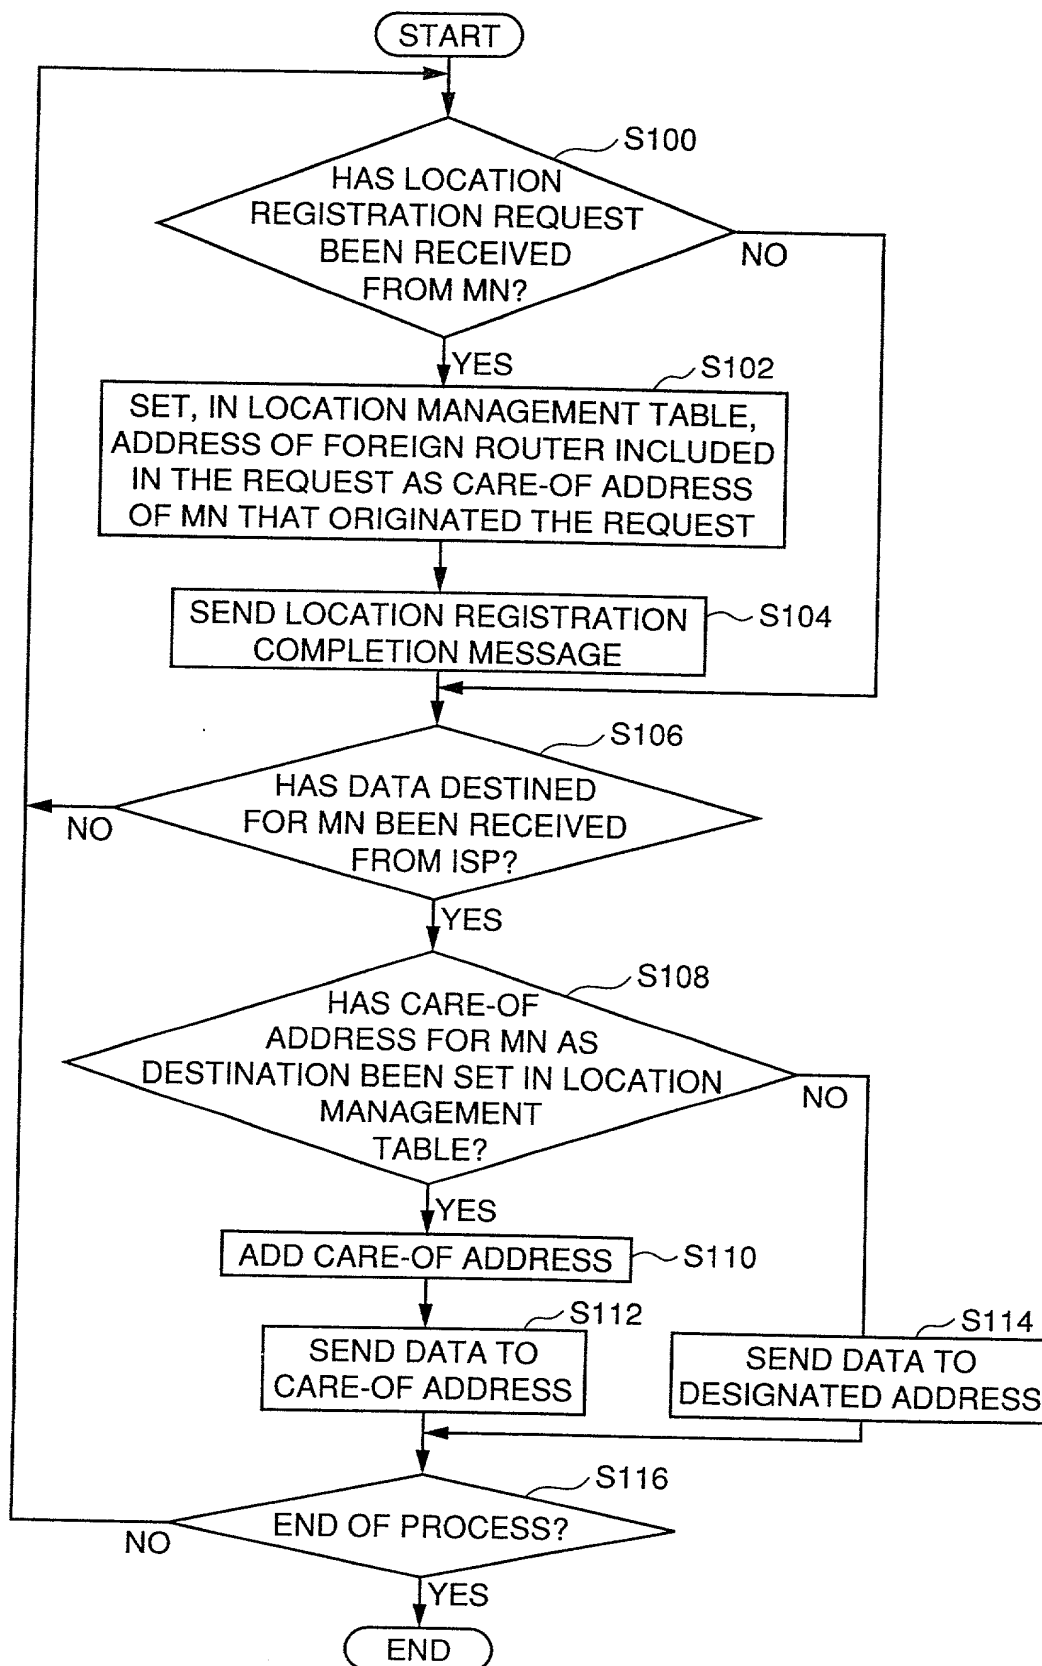 START
S100
HAS LOCATION
REGISTRATION REQUEST
BEEN RECEIVED
FROM MN?
NO
YES
S102
SET, IN LOCATION MANAGEMENT TABLE,
ADDRESS OF FOREIGN ROUTER INCLUDED
IN THE REQUEST AS CARE-OF ADDRESS
OF MN THAT ORIGINATED THE REQUEST
SEND LOCATION REGISTRATION
COMPLETION MESSAGE
S104
S106
HAS DATA DESTINED
FOR MN BEEN RECEIVED
FROM ISP?
NO
YES
S108
HAS CARE-OF
ADDRESS FOR MN AS
DESTINATION BEEN SET IN LOCATION
MANAGEMENT
TABLE?
NO
YES
ADD CARE-OF ADDRESS
S110
S112
SEND DATA TO
CARE-OF ADDRESS
S114
SEND DATA TO
DESIGNATED ADDRESS
S116
END OF PROCESS?
NO
YES
END